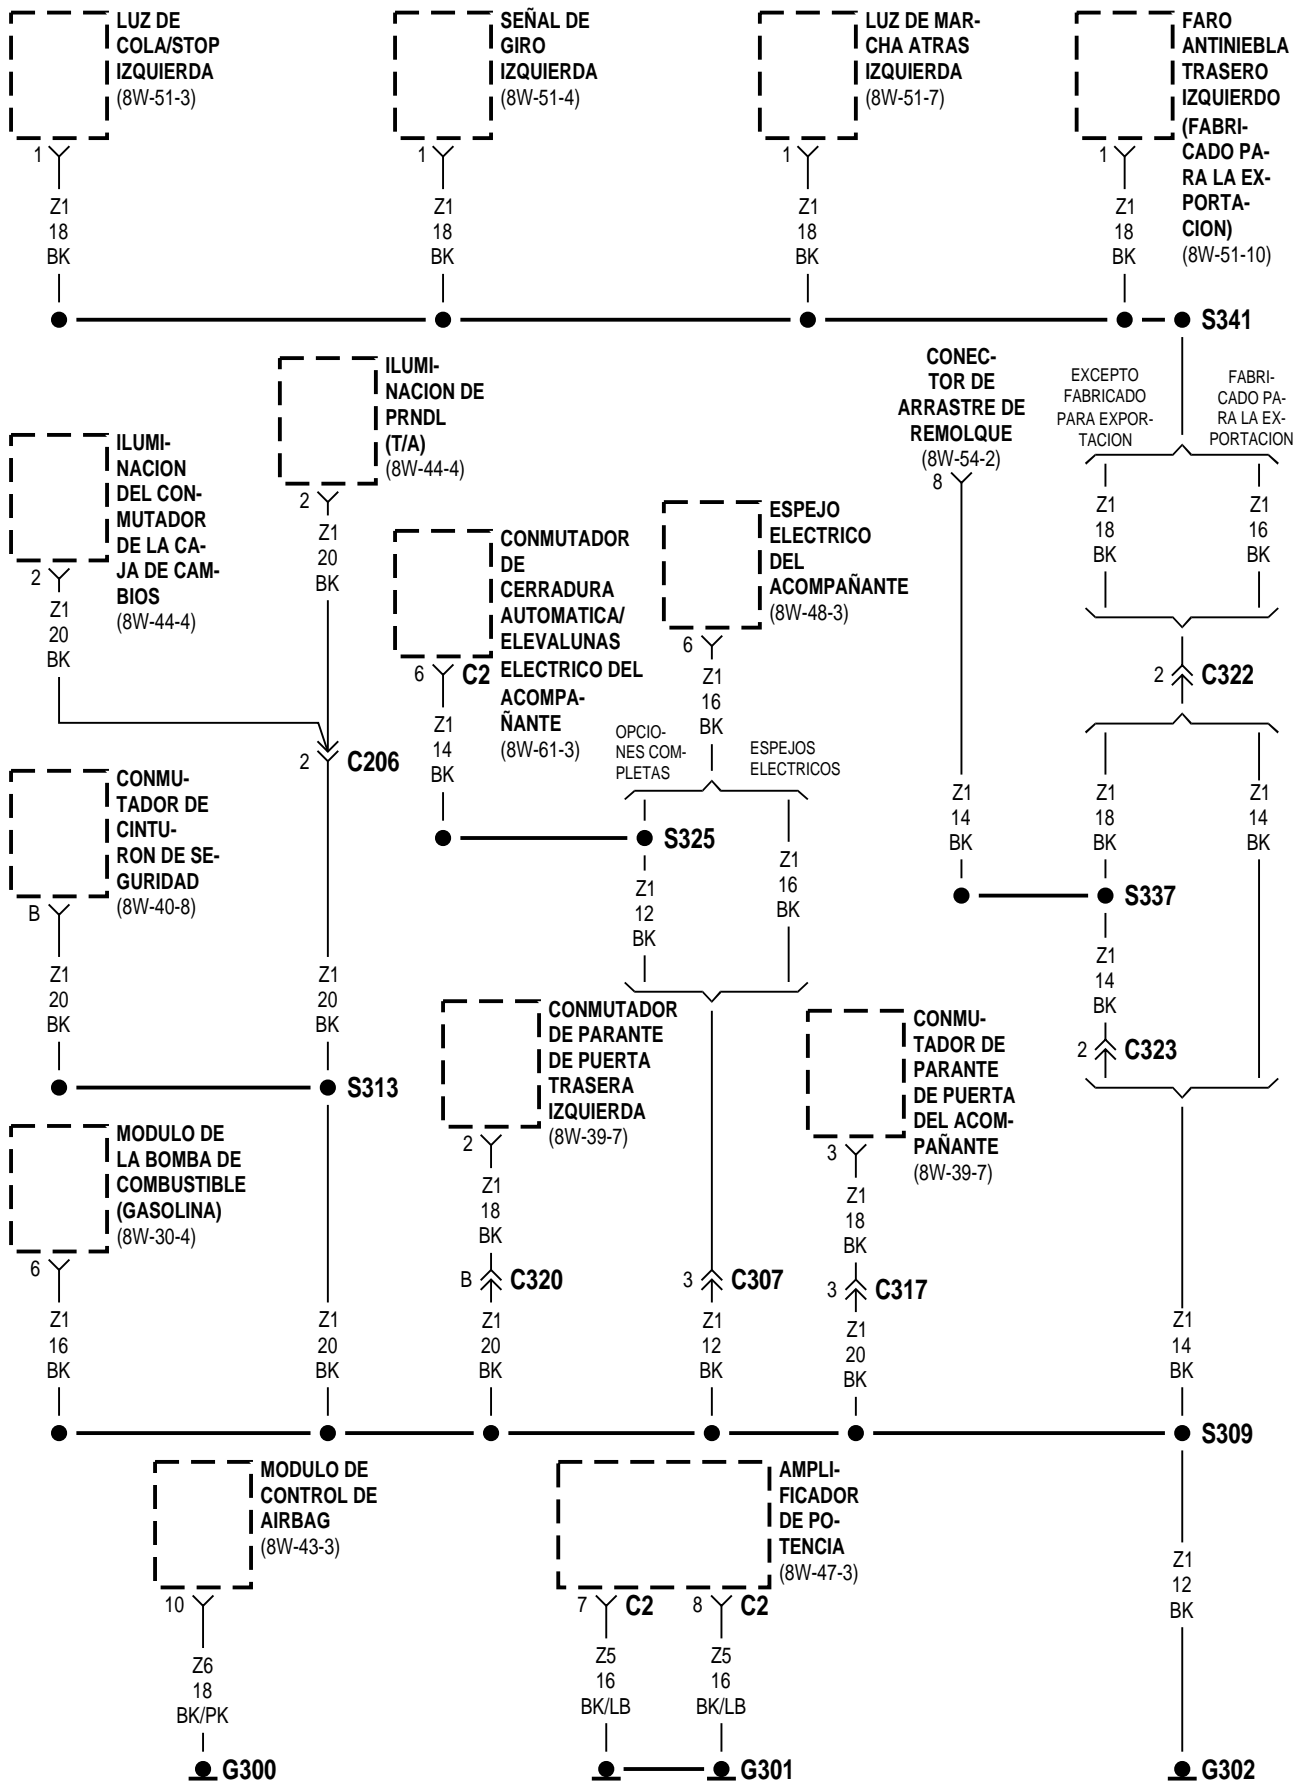 LUZ DE
COLA/STOP
IZQUIERDA
(8W-51-3)
1
Z1
18
BK
SEÑAL DE
GIRO
IZQUIERDA
(8W-51-4)
1
Z1
18
BK
LUZ DE MAR-
CHA ATRAS
IZQUIERDA
(8W-51-7)
1
Z1
18
BK
FARO
ANTINIEBLA
TRASERO
IZQUIERDO
(FABRI-
CADO PA-
RA LA EX-
PORTA-
CION)
(8W-51-10)
1
Z1
18
BK
S341
ILUMI-
NACION
DEL CON-
MUTADOR
DE LA CA-
JA DE CAM-
BIOS
(8W-44-4)
2
Z1
20
BK
ILUMI-
NACION DE
PRNDL
(T/A)
(8W-44-4)
2
Z1
20
BK
2
C206
CONMUTADOR
DE
CERRADURA
AUTOMATICA/
ELEVALUNAS
ELECTRICO DEL
ACOMPA-
ÑANTE
(8W-61-3)
6
C2
Z1
14
BK
ESPEJO
ELECTRICO
DEL
ACOMPAÑANTE
(8W-48-3)
6
Z1
16
BK
OPCIO-
NES COM-
PLETAS
ESPEJOS
ELECTRICOS
S325
Z1
12
BK
Z1
16
BK
CONEC-
TOR DE
ARRASTRE DE
REMOLQUE
(8W-54-2)
8
Z1
14
BK
EXCEPTO
FABRICADO
PARA EXPOR-
TACION
FABRI-
CADO PA-
RA LA EX-
PORTACION
Z1
18
BK
Z1
16
BK
2
C322
Z1
18
BK
Z1
14
BK
S337
Z1
14
BK
2
C323
CONMU-
TADOR DE
CINTU-
RON DE SE-
GURIDAD
(8W-40-8)
B
Z1
20
BK
Z1
20
BK
S313
MODULO DE
LA BOMBA DE
COMBUSTIBLE
(GASOLINA)
(8W-30-4)
6
Z1
16
BK
Z1
20
BK
CONMUTADOR
DE PARANTE
DE PUERTA
TRASERA
IZQUIERDA
(8W-39-7)
2
Z1
18
BK
B
C320
Z1
20
BK
3
C307
Z1
12
BK
CONMU-
TADOR DE
PARANTE
DE PUERTA
DEL ACOM-
PAÑANTE
(8W-39-7)
3
Z1
18
BK
3
C317
Z1
20
BK
Z1
14
BK
S309
MODULO DE
CONTROL DE
AIRBAG
(8W-43-3)
10
Z6
18
BK/PK
G300
AMPLI-
FICADOR
DE PO-
TENCIA
(8W-47-3)
7
C2
8
C2
Z5
16
BK/LB
Z5
16
BK/LB
G301
Z1
12
BK
G302